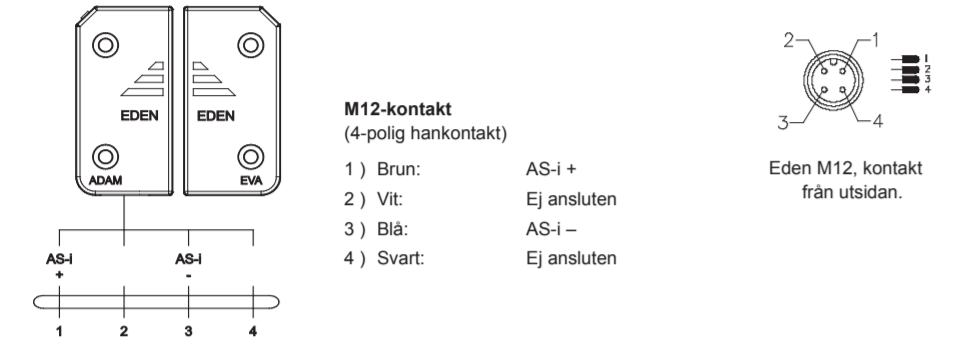 EDEN EDEN
ADAM EVA
AS-i + AS-i -
1 2 3 4
M12-kontakt
(4-polig hankontakt)
1 ) Brun: AS-i +
2 ) Vit: Ej ansluten
3 ) Blå: AS-i –
4 ) Svart: Ej ansluten
2 1
3 4
1
2
3
4
Eden M12, kontakt
från utsidan.